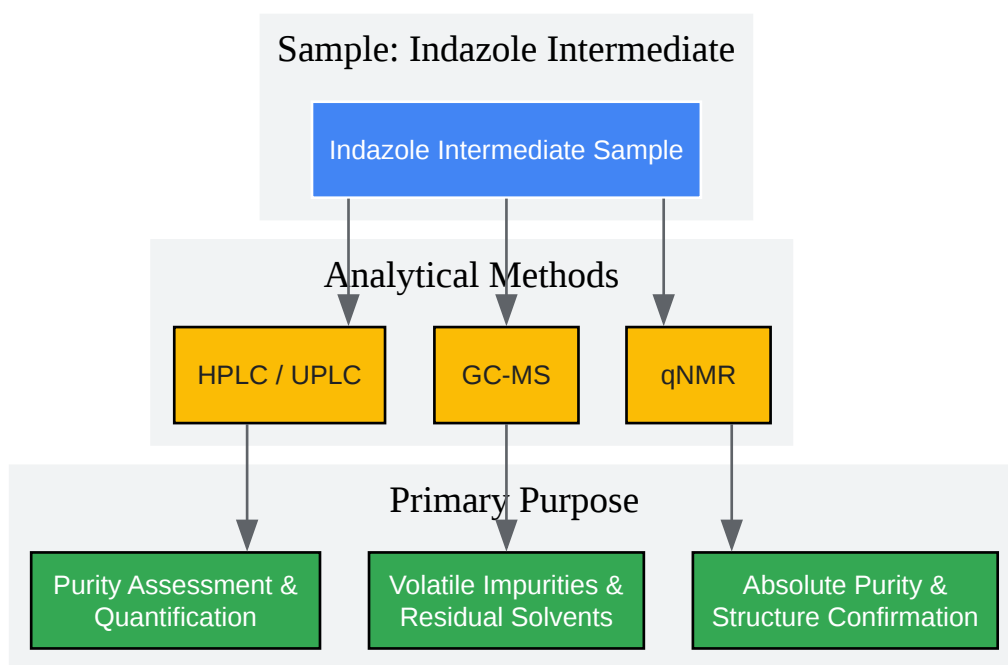 Sample: Indazole Intermediate
Indazole Intermediate Sample
Analytical Methods
HPLC / UPLC
GC-MS
qNMR
Primary Purpose
Purity Assessment &
Quantification
Volatile Impurities &
Residual Solvents
Absolute Purity &
Structure Confirmation